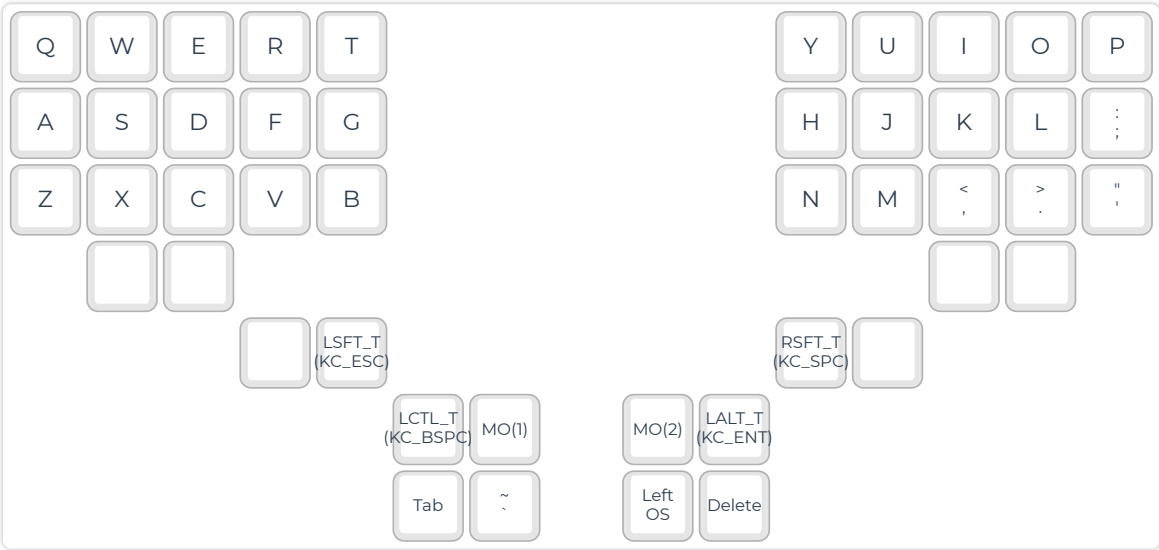 Q W E R T Y U I O P
A S D F G H J K L :
;
Z X C V B N M < > "
, . '
LSFT_T RSFT_T
(KC_ESC) (KC_SPC)
LCTL_T LALT_T
(KC_BSPC) MO(1) MO(2) (KC_ENT)
Tab ~ Left Delete
` OS